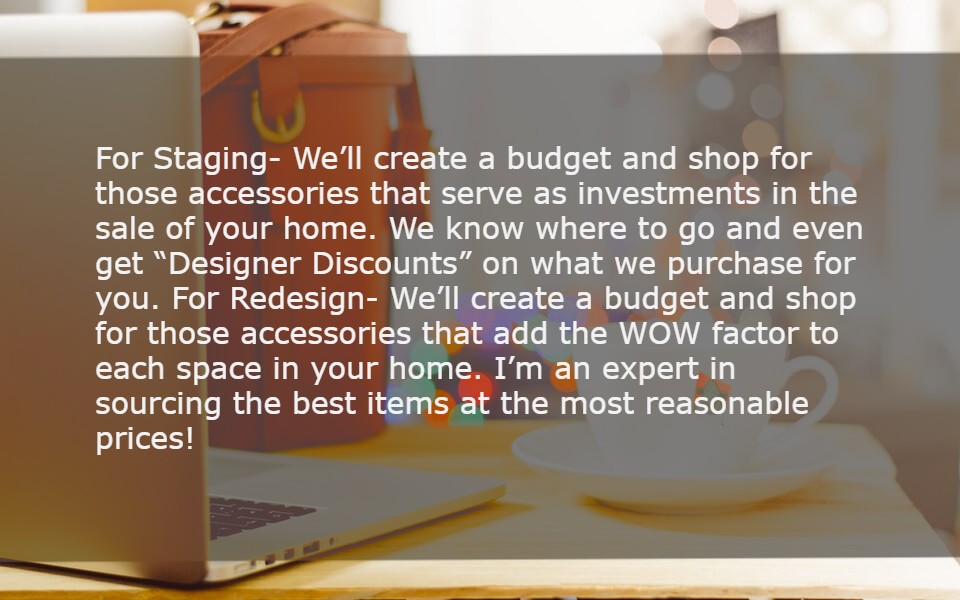 For Staging- We’ll create a budget and shop for
those accessories that serve as investments in the
sale of your home. We know where to go and even
get “Designer Discounts” on what we purchase for
you. For Redesign- We’ll create a budget and shop
for those accessories that add the WOW factor to
each space in your home. I’m an expert in
sourcing the best items at the most reasonable
prices!